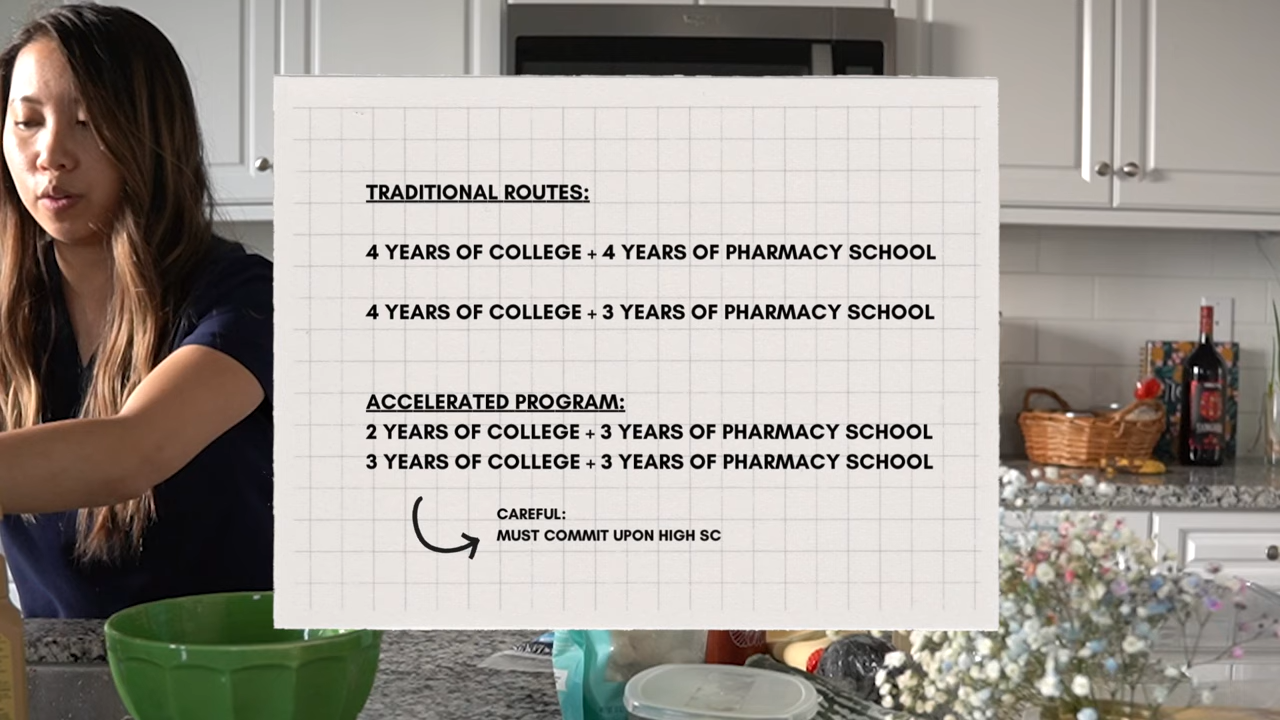 TRADITIONAL ROUTES:
4 YEARS OF COLLEGE + 4 YEARS OF PHARMACY SCHOOL
4 YEARS OF COLLEGE + 3 YEARS OF PHARMACY SCHOOL
ACCELERATED PROGRAM:
2 YEARS OF COLLEGE + 3 YEARS OF PHARMACY SCHOOL
3 YEARS OF COLLEGE + 3 YEARS OF PHARMACY SCHOOL
CAREFUL:
MUST COMMIT UPON HIGH SC